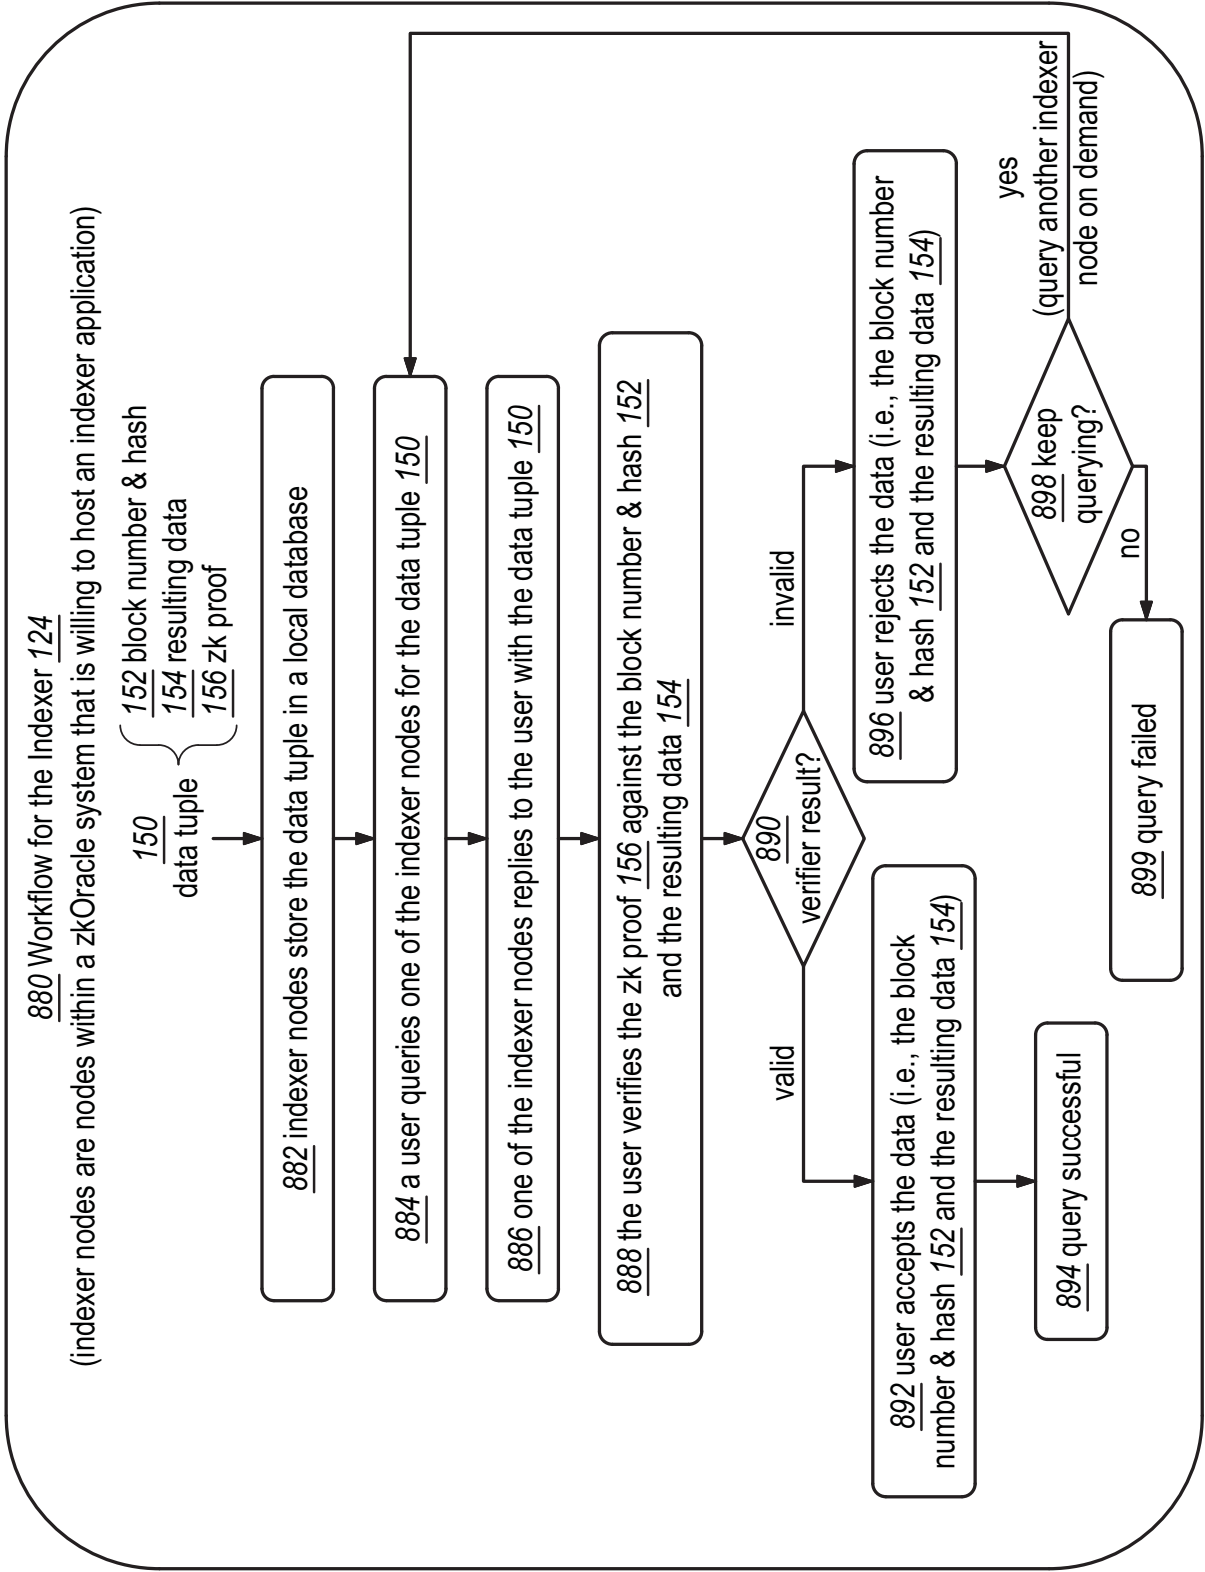 880 Workflow for the Indexer 124
(indexer nodes are nodes within a zkOracle system that is willing to host an indexer application)
150
data tuple
152 block number & hash
154 resulting data
156 zk proof
882 indexer nodes store the data tuple in a local database
884 a user queries one of the indexer nodes for the data tuple 150
886 one of the indexer nodes replies to the user with the data tuple 150
888 the user verifies the zk proof 156 against the block number & hash 152
and the resulting data 154
890
verifier result?
valid
invalid
892 user accepts the data (i.e., the block
number & hash 152 and the resulting data 154)
894 query successful
896 user rejects the data (i.e., the block number
& hash 152 and the resulting data 154)
898 keep
querying?
yes
(query another indexer
node on demand)
no
899 query failed